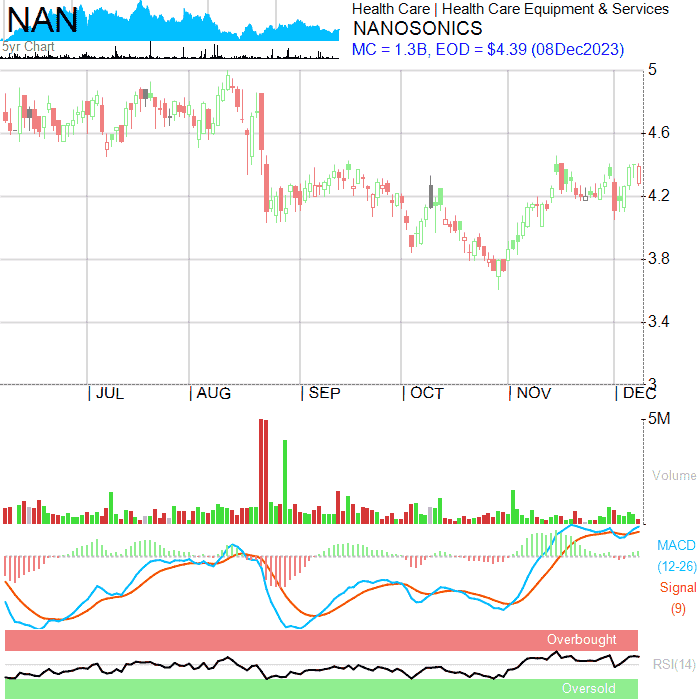 NAN
5yr Chart
Health Care | Health Care Equipment & Services
NANOSONICS
MC = 1.3B, EOD = $4.39 (08Dec2023)
5
4.6
4.2
3.8
3.4
3
JUL
AUG
SEP
OCT
NOV
DEC
5M
Volume
MACD
(12-26)
Signal
(9)
Overbought
RSI(14)
Oversold